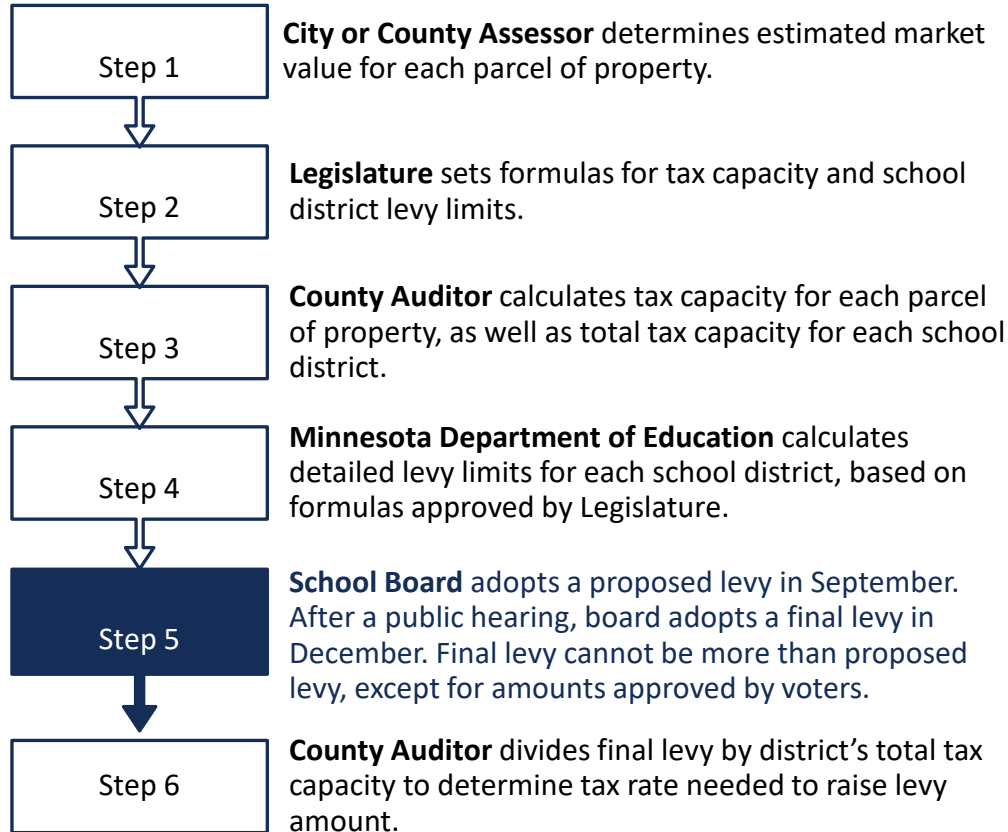 Step 1
City or County Assessor determines estimated market
value for each parcel of property.
Step 2
Legislature sets formulas for tax capacity and school
district levy limits.
Step 3
County Auditor calculates tax capacity for each parcel
of property, as well as total tax capacity for each school
district.
Step 4
Minnesota Department of Education calculates
detailed levy limits for each school district, based on
formulas approved by Legislature.
Step 5
School Board adopts a proposed levy in September.
After a public hearing, board adopts a final levy in
December. Final levy cannot be more than proposed
levy, except for amounts approved by voters.
Step 6
County Auditor divides final levy by district’s total tax
capacity to determine tax rate needed to raise levy
amount.